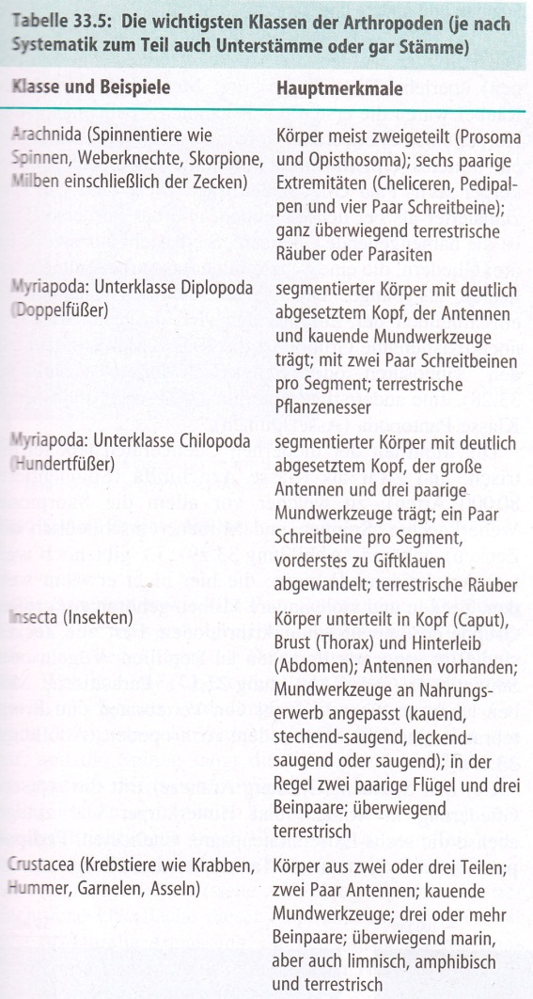 Tabelle 33.5: Die wichtigsten Klassen der Arthropoden (je nach
Systematik zum Teil auch Unterstämme oder gar Stämme)
Klasse und Beispiele
Hauptmerkmale
Arachnida (Spinnentiere wie
Spinnen, Weberknechte, Skorpione,
Milben einschließlich der Zecken)
Körper meist zweigeteilt (Prosoma
und Opisthosoma); sechs paarige
Extremitäten (Cheliceren, Pedipal-
pen und vier Paar Schreitbeine);
ganz überwiegend terrestrische
Räuber oder Parasiten
Myriapoda: Unterklasse Diplopoda
(Doppelfüßer)
segmentierter Körper mit deutlich
abgesetztem Kopf, der Antennen
und kauende Mundwerkzeuge
trägt; mit zwei Paar Schreitbeinen
pro Segment; terrestrische
Pflanzenesser
Myriapoda: Unterklasse Chilopoda
(Hundertfüßer)
segmentierter Körper mit deutlich
abgesetztem Kopf, der große
Antennen und drei paarige
Mundwerkzeuge trägt; ein Paar
Schreitbeine pro Segment,
vorderstes zu Giftklauen
abgewandelt; terrestrische Räuber
Insecta (Insekten)
Körper unterteilt in Kopf (Caput),
Brust (Thorax) und Hinterleib
(Abdomen); Antennen vorhanden;
Mundwerkzeuge an Nahrungs-
erwerb angepasst (kauend,
stechend-saugend, leckend-
saugend oder saugend); in der
Regel zwei paarige Flügel und drei
Beinpaare; überwiegend
terrestrisch
Crustacea (Krebstiere wie Krabben,
Hummer, Garnelen, Asseln)
Körper aus zwei oder drei Teilen;
zwei Paar Antennen; kauende
Mundwerkzeuge; drei oder mehr
Beinpaare; überwiegend marin,
aber auch limnisch, amphibisch
und terrestrisch